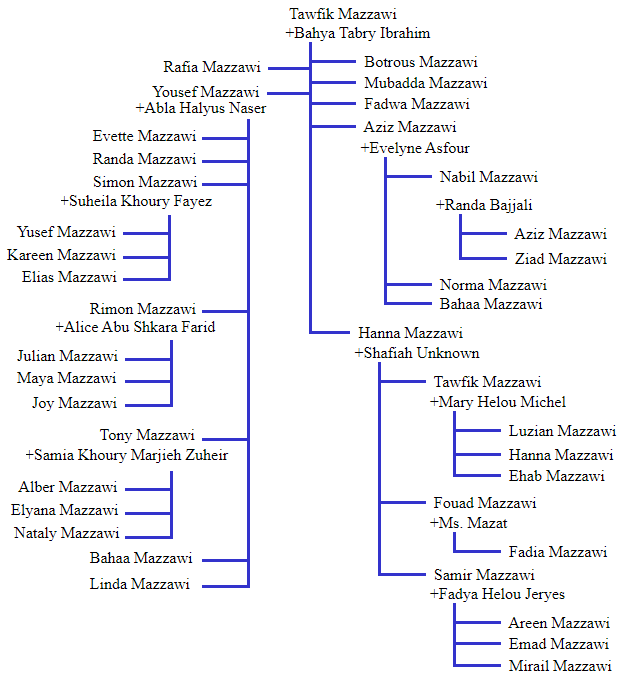 Tawfik Mazzawi
+Bahya Tabry Ibrahim
Rafia Mazzawi
Yousef Mazzawi
+Abla Halyus Naser
Evette Mazzawi
Randa Mazzawi
Simon Mazzawi
+Suheila Khoury Fayez
Yusef Mazzawi
Kareen Mazzawi
Elias Mazzawi
Rimon Mazzawi
+Alice Abu Shkara Farid
Julian Mazzawi
Maya Mazzawi
Joy Mazzawi
Tony Mazzawi
+Samia Khoury Marjieh Zuheir
Alber Mazzawi
Elyana Mazzawi
Nataly Mazzawi
Bahaa Mazzawi
Linda Mazzawi
Botrous Mazzawi
Mubadda Mazzawi
Fadwa Mazzawi
Aziz Mazzawi
+Evelyne Asfour
Nabil Mazzawi
+Randa Bajjali
Aziz Mazzawi
Ziad Mazzawi
Norma Mazzawi
Bahaa Mazzawi
Hanna Mazzawi
+Shafiah Unknown
Tawfik Mazzawi
+Mary Helou Michel
Luzian Mazzawi
Hanna Mazzawi
Ehab Mazzawi
Fouad Mazzawi
+Ms. Mazat
Fadia Mazzawi
Samir Mazzawi
+Fadya Helou Jeryes
Areen Mazzawi
Emad Mazzawi
Mirail Mazzawi